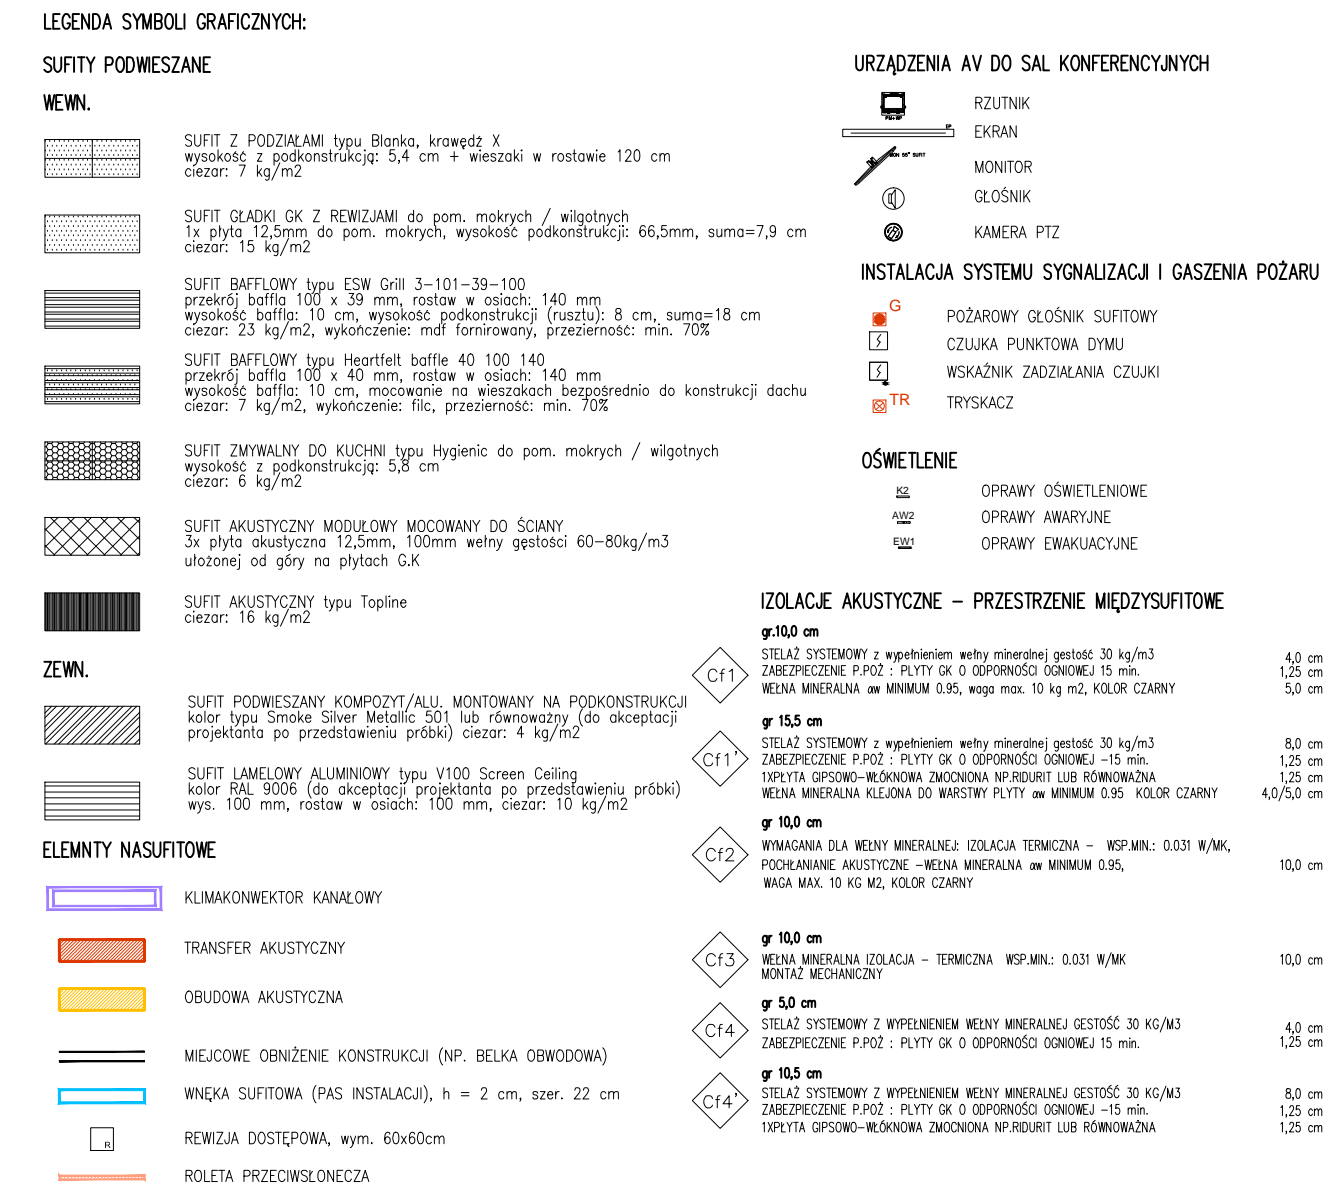 LEGENDA SYMBOLI GRAFICZNYCH:
SUFITY PODWIESZANE
WEWN.
SUFIT Z PODZIAŁAMI typu Blanka, krawędź X
wysokość z podkonstrukcją: 5,4 cm + wieszaki w rostawie 120 cm
ciezar: 7 kg/m2
SUFIT GŁADKI GK Z REWIZJAMI do pom. mokrych / wilgotnych
1x płyta 12,5mm do pom. mokrych, wysokość podkonstrukcji: 66,5mm, suma=7,9 cm
ciezar: 15 kg/m2
SUFIT BAFFLOWY typu ESW Grill 3-101-39-100
przekrój baffla 100 x 39 mm, rostaw w osiach: 140 mm
wysokość baffla: 10 cm, wysokość podkonstrukcji (rusztu): 8 cm, suma=18 cm
ciezar: 23 kg/m2, wykończenie: mdf fornirowany, przezierność: min. 70%
SUFIT BAFFLOWY typu Heartfelt baffle 40 100 140
przekrój baffla 100 x 40 mm, rostaw w osiach: 140 mm
wysokość baffla: 10 cm, mocowanie na wieszakach bezpośrednio do konstrukcji dachu
ciezar: 7 kg/m2, wykończenie: filc, przezierność: min. 70%
SUFIT ZMYWALNY DO KUCHNI typu Hygienic do pom. mokrych / wilgotnych
wysokość z podkonstrukcją: 5,8 cm
ciezar: 6 kg/m2
SUFIT AKUSTYCZNY MODUŁOWY MOCOWANY DO ŚCIANY
3x płyta akustyczna 12,5mm, 100mm wełny gęstości 60-80kg/m3
ułożonej od góry na płytach G.K
SUFIT AKUSTYCZNY typu Topline
ciezar: 16 kg/m2
ZEWN.
SUFIT PODWIESZANY KOMPOZYT/ALU. MONTOWANY NA PODKONSTRUKCJI
kolor typu Smoke Silver Metallic 501 lub równoważny (do akceptacji
projektanta po przedstawieniu próbki) ciezar: 4 kg/m2
SUFIT LAMELOWY ALUMINIOWY typu V100 Screen Ceiling
kolor RAL 9006 (do akceptacji projektanta po przedstawieniu próbki)
wys. 100 mm, rostaw w osiach: 100 mm, ciezar: 10 kg/m2
ELEMNTY NASUFITOWE
KLIMAKONWEKTOR KANAŁOWY
TRANSFER AKUSTYCZNY
OBUDOWA AKUSTYCZNA
MIEJCOWE OBNIŻENIE KONSTRUKCJI (NP. BELKA OBWODOWA)
WNĘKA SUFITOWA (PAS INSTALACJI), h = 2 cm, szer. 22 cm
R REWIZJA DOSTĘPOWA, wym. 60x60cm
ROLETA PRZECIWSŁONECZA
URZĄDZENIA AV DO SAL KONFERENCYJNYCH
RZUTNIK
EKRAN
MON 55" SUFIT MONITOR
GŁOŚNIK
KAMERA PTZ
INSTALACJA SYSTEMU SYGNALIZACJI I GASZENIA POŻARU
G POŻAROWY GŁOŚNIK SUFITOWY
CZUJKA PUNKTOWA DYMU
WSKAŹNIK ZADZIAŁANIA CZUJKI
TR TRYSKACZ
OŚWIETLENIE
K2 OPRAWY OŚWIETLENIOWE
AW2 OPRAWY AWARYJNE
EW1 OPRAWY EWAKUACYJNE
IZOLACJE AKUSTYCZNE - PRZESTRZENIE MIĘDZYSUFITOWE
gr.10,0 cm
Cf1
STELAŻ SYSTEMOWY z wypełnieniem wełny mineralnej gestość 30 kg/m3 4,0 cm
ZABEZPIECZENIE P.POŻ : PLYTY GK O ODPORNOŚCI OGNIOWEJ 15 min. 1,25 cm
WEŁNA MINERALNA αw MINIMUM 0.95, waga max. 10 kg m2, KOLOR CZARNY 5,0 cm
gr 15,5 cm
Cf1'
STELAŻ SYSTEMOWY z wypełnieniem wełny mineralnej gestość 30 kg/m3 8,0 cm
ZABEZPIECZENIE P.POŻ : PLYTY GK O ODPORNOŚCI OGNIOWEJ -15 min. 1,25 cm
1XPŁYTA GIPSOWO-WŁÓKNOWA ZMOCNIONA NP.RIDURIT LUB RÓWNOWAŻNA 1,25 cm
WEŁNA MINERALNA KLEJONA DO WARSTWY PLYTY αw MINIMUM 0.95 KOLOR CZARNY 4,0/5,0 cm
gr 10,0 cm
Cf2
WYMAGANIA DLA WEŁNY MINERALNEJ: IZOLACJA TERMICZNA - WSP.MIN.: 0.031 W/MK,
POCHŁANIANIE AKUSTYCZNE -WEŁNA MINERALNA αw MINIMUM 0.95, 10,0 cm
WAGA MAX. 10 KG M2, KOLOR CZARNY
gr 10,0 cm
Cf3
WEŁNA MINERALNA IZOLACJA - TERMICZNA WSP.MIN.: 0.031 W/MK 10,0 cm
MONTAŻ MECHANICZNY
gr 5,0 cm
Cf4
STELAŻ SYSTEMOWY Z WYPEŁNIENIEM WEŁNY MINERALNEJ GESTOŚĆ 30 KG/M3 4,0 cm
ZABEZPIECZENIE P.POŻ : PLYTY GK O ODPORNOŚCI OGNIOWEJ 15 min. 1,25 cm
gr 10,5 cm
Cf4'
STELAŻ SYSTEMOWY Z WYPEŁNIENIEM WEŁNY MINERALNEJ GESTOŚĆ 30 KG/M3 8,0 cm
ZABEZPIECZENIE P.POŻ : PLYTY GK O ODPORNOŚCI OGNIOWEJ -15 min. 1,25 cm
1XPŁYTA GIPSOWO-WŁÓKNOWA ZMOCNIONA NP.RIDURIT LUB RÓWNOWAŻNA 1,25 cm